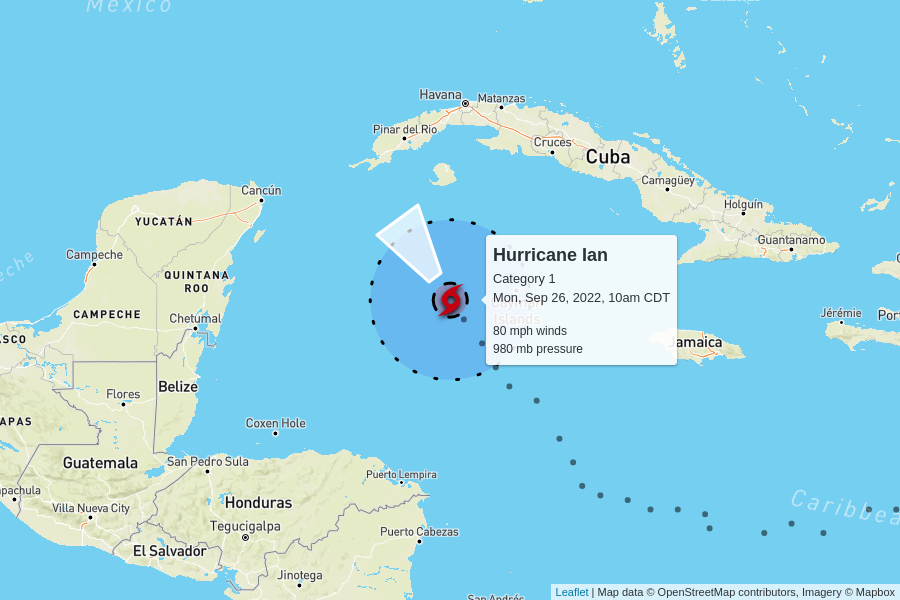 Mexico
Havana
Matanzas
Pinar del Rio
Cruces
Cuba
Camagüey
Holguín
Guantanamo
Cancún
YUCATÁN
Campeche
QUINTANA
ROO
CAMPECHE
Chetumal
Belize
Flores
APAS
Guatemala
apachula
Villa Nueva City
El Salvador
San Pedro Sula
Coxen Hole
Honduras
Tegucigalpa
Jinotega
Puerto Lempira
Puerto Cabezas
San Andrés
Hurricane Ian
Category 1
Mon, Sep 26, 2022, 10am CDT
Islands
80 mph winds
980 mb pressure
Jamaica
Jérémie
Port
Caribbea
Leaflet | Map data © OpenStreetMap contributors, Imagery © Mapbox